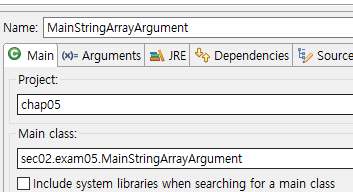 Name: MainStringArrayArgument
Main (x)= Arguments JRE Dependencies Source
Project:
chap05
Main class:
sec02.exam05.MainStringArrayArgument
Include system libraries when searching for a main class